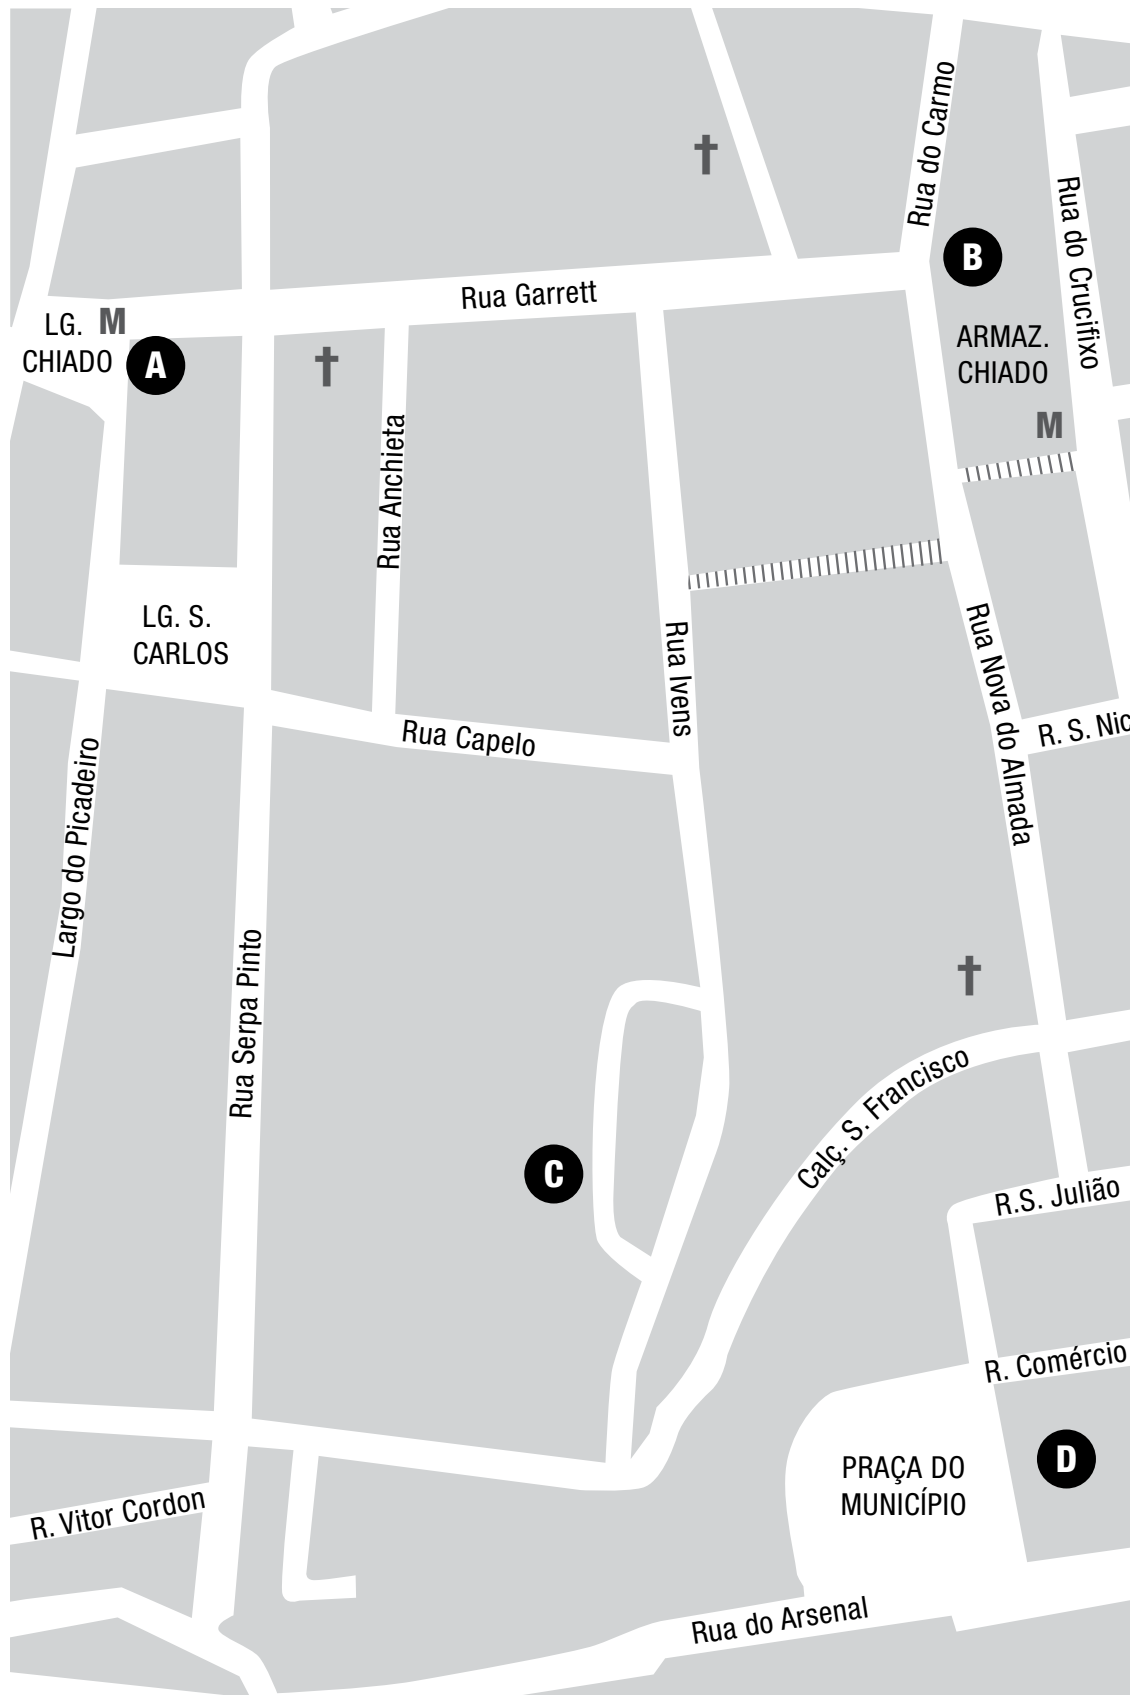 Rua do Carmo
Rua do Crucifixo
B
Rua Garrett
LG. M
CHIADO
A
ARMAZ.
CHIADO
M
Rua Anchieta
LG. S.
CARLOS
Rua Ivens
Rua Nova do Almada
R. S. Nic
Rua Capelo
Largo do Picadeiro
Rua Serpa Pinto
Calç. S. Francisco
C
R.S. Julião
R. Comércio
D
PRAÇA DO
MUNICÍPIO
R. Vitor Cordon
Rua do Arsenal